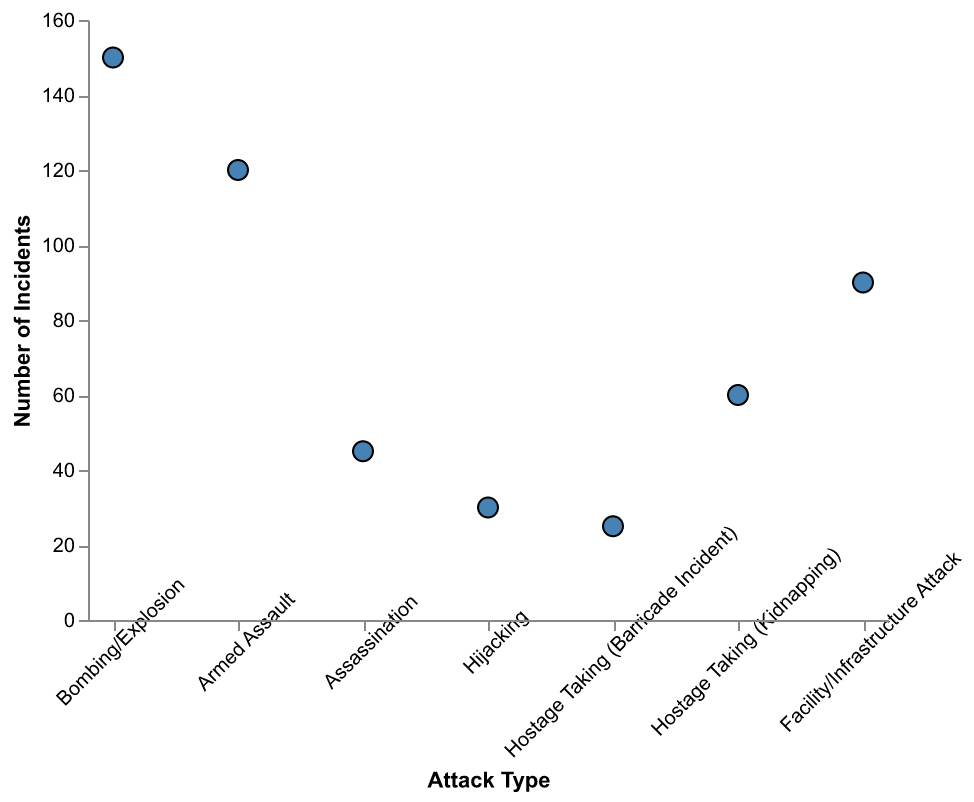 160
140
120
100
80
60
40
20
0
Number of Incidents
Bombing/Explosion
Armed Assault
Assassination
Hijacking
Hostage Taking (Barricade Incident)
Hostage Taking (Kidnapping)
Facility/Infrastructure Attack
Attack Type